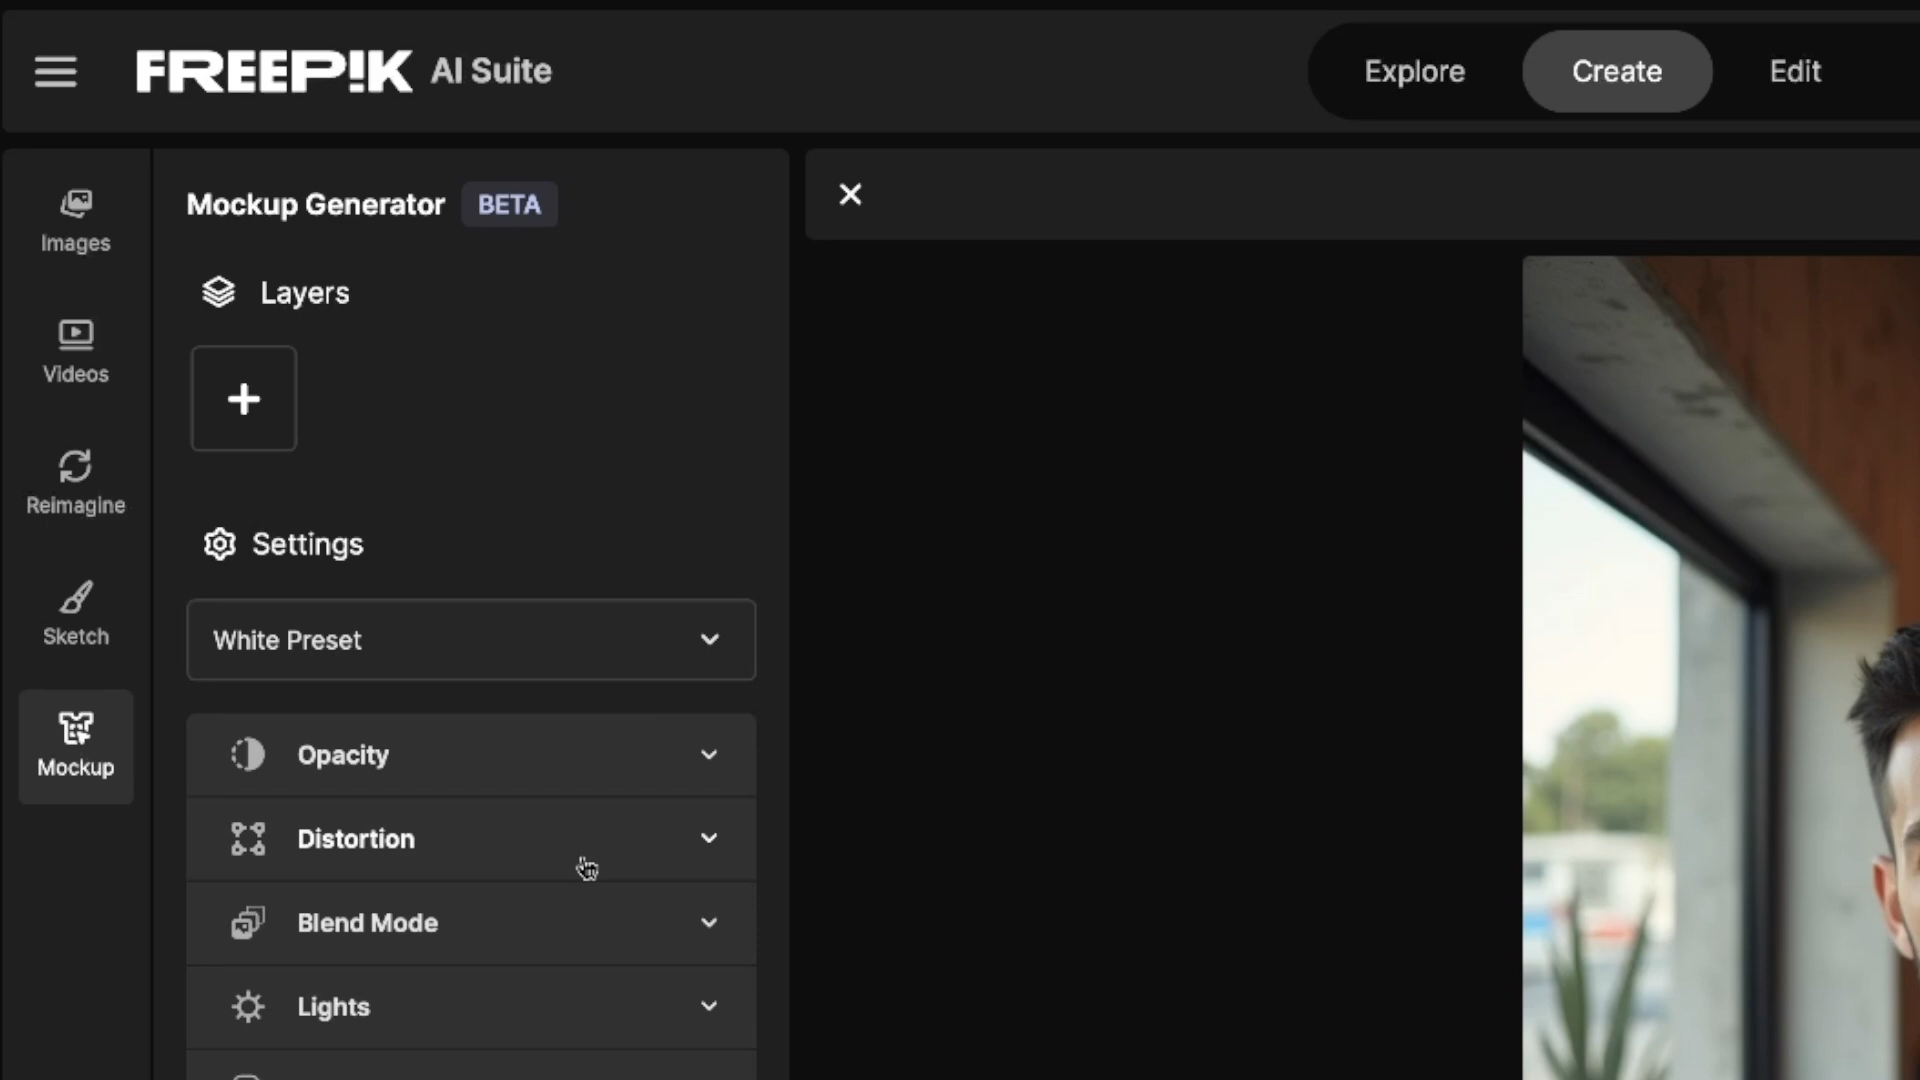 FREEP!K AI Suite
Explore
Create
Edit
Images
Videos
Reimagine
Sketch
Mockup
Mockup Generator BETA
Layers
Settings
White Preset
Opacity
Distortion
Blend Mode
Lights